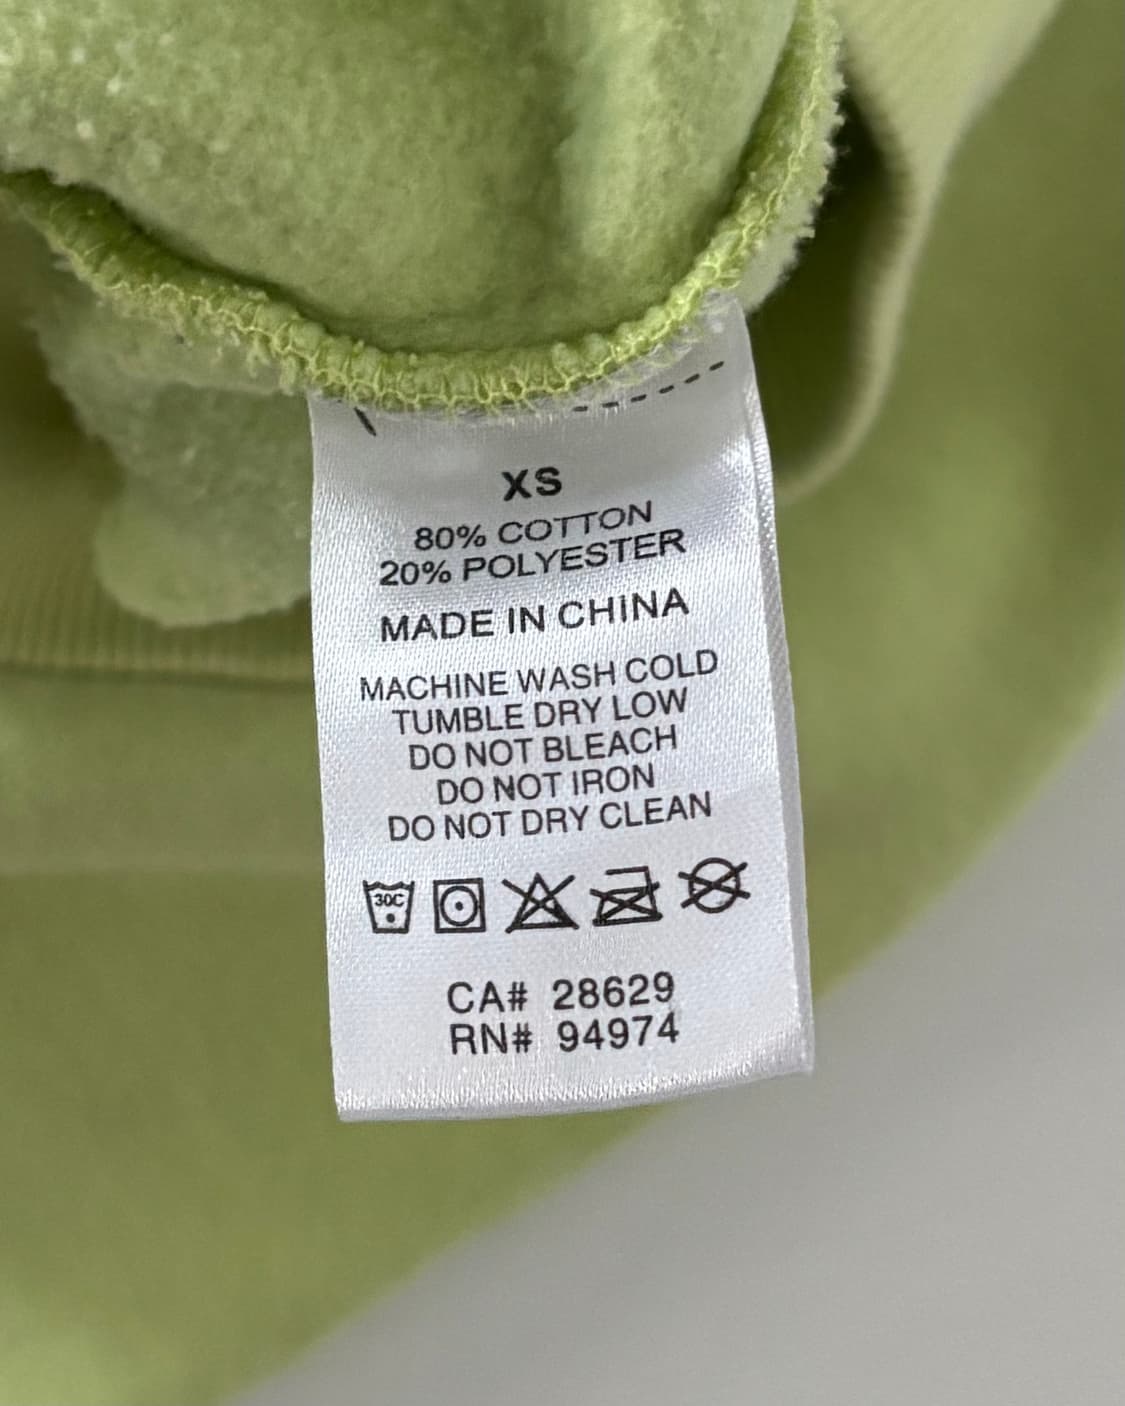 XS
80% COTTON
20% POLYESTER
MADE IN CHINA
MACHINE WASH COLD
TUMBLE DRY LOW
DO NOT BLEACH
DO NOT IRON
DO NOT DRY CLEAN
30C
CA# 28629
RN# 94974